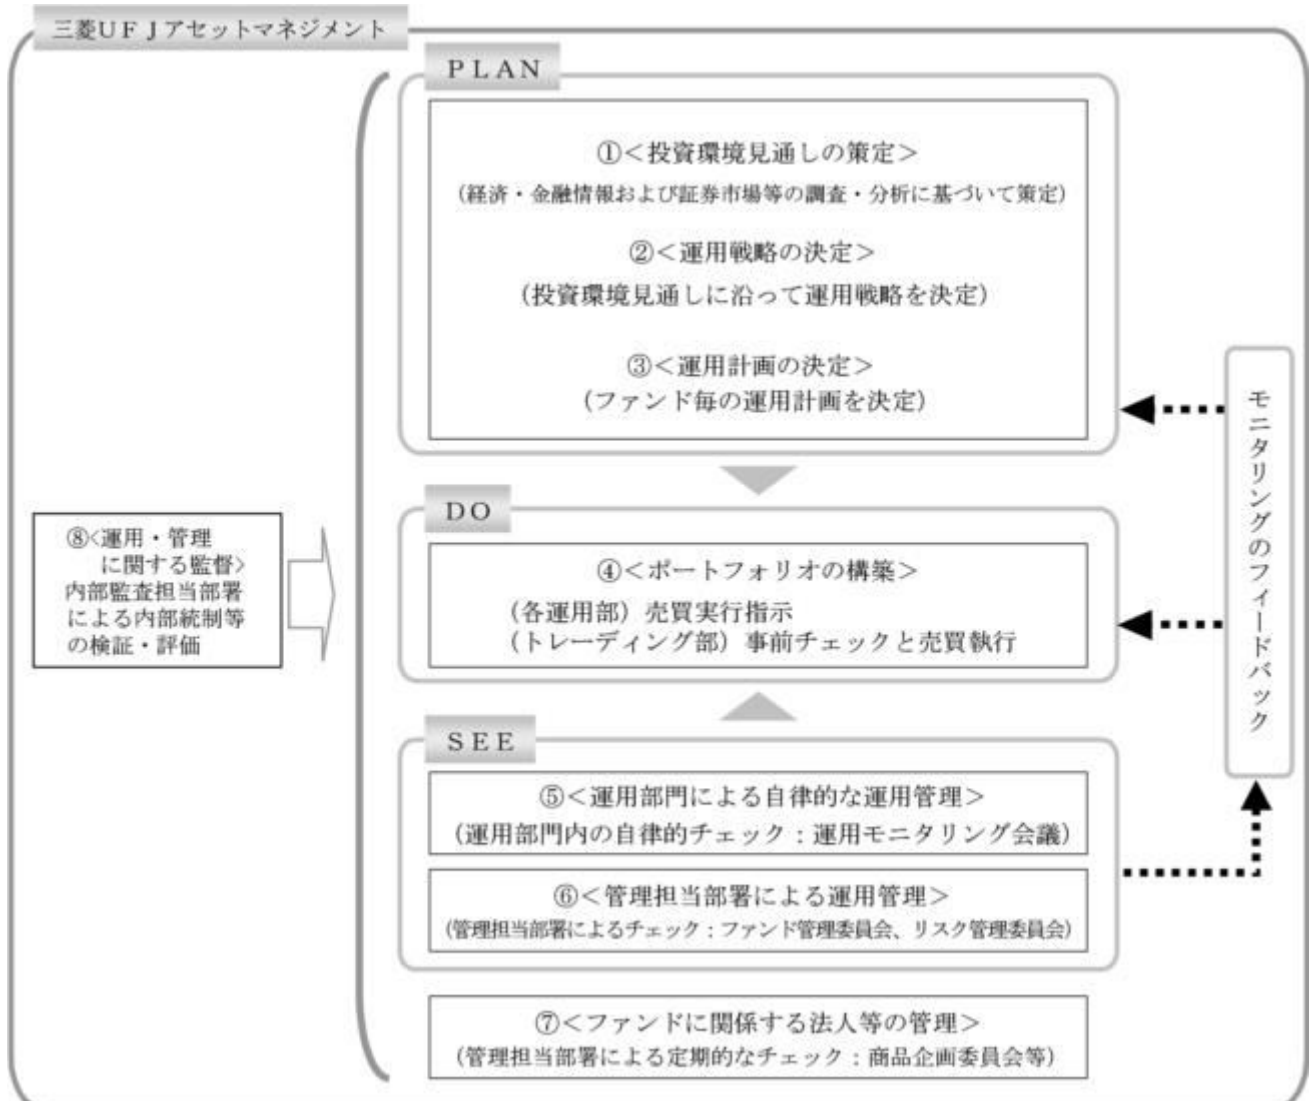 三菱ＵＦＪアセットマネジメント
ＰＬＡＮ
①＜投資環境見通しの策定＞
（経済・金融情報および証券市場等の調査・分析に基づいて策定）
②＜運用戦略の決定＞
（投資環境見通しに沿って運用戦略を決定）
③＜運用計画の決定＞
（ファンド毎の運用計画を決定）
ＤＯ
④＜ポートフォリオの構築＞
（各運用部）売買実行指示
（トレーディング部）事前チェックと売買執行
ＳＥＥ
⑤＜運用部門による自律的な運用管理＞
（運用部門内の自律的チェック：運用モニタリング会議）
⑥＜管理担当部署による運用管理＞
（管理担当部署によるチェック：ファンド管理委員会、リスク管理委員会）
⑦＜ファンドに関係する法人等の管理＞
（管理担当部署による定期的なチェック：商品企画委員会等）
⑧<運用・管理
に関する監督>
内部監査担当部署
による内部統制等
の検証・評価
モニタリングのフィードバック